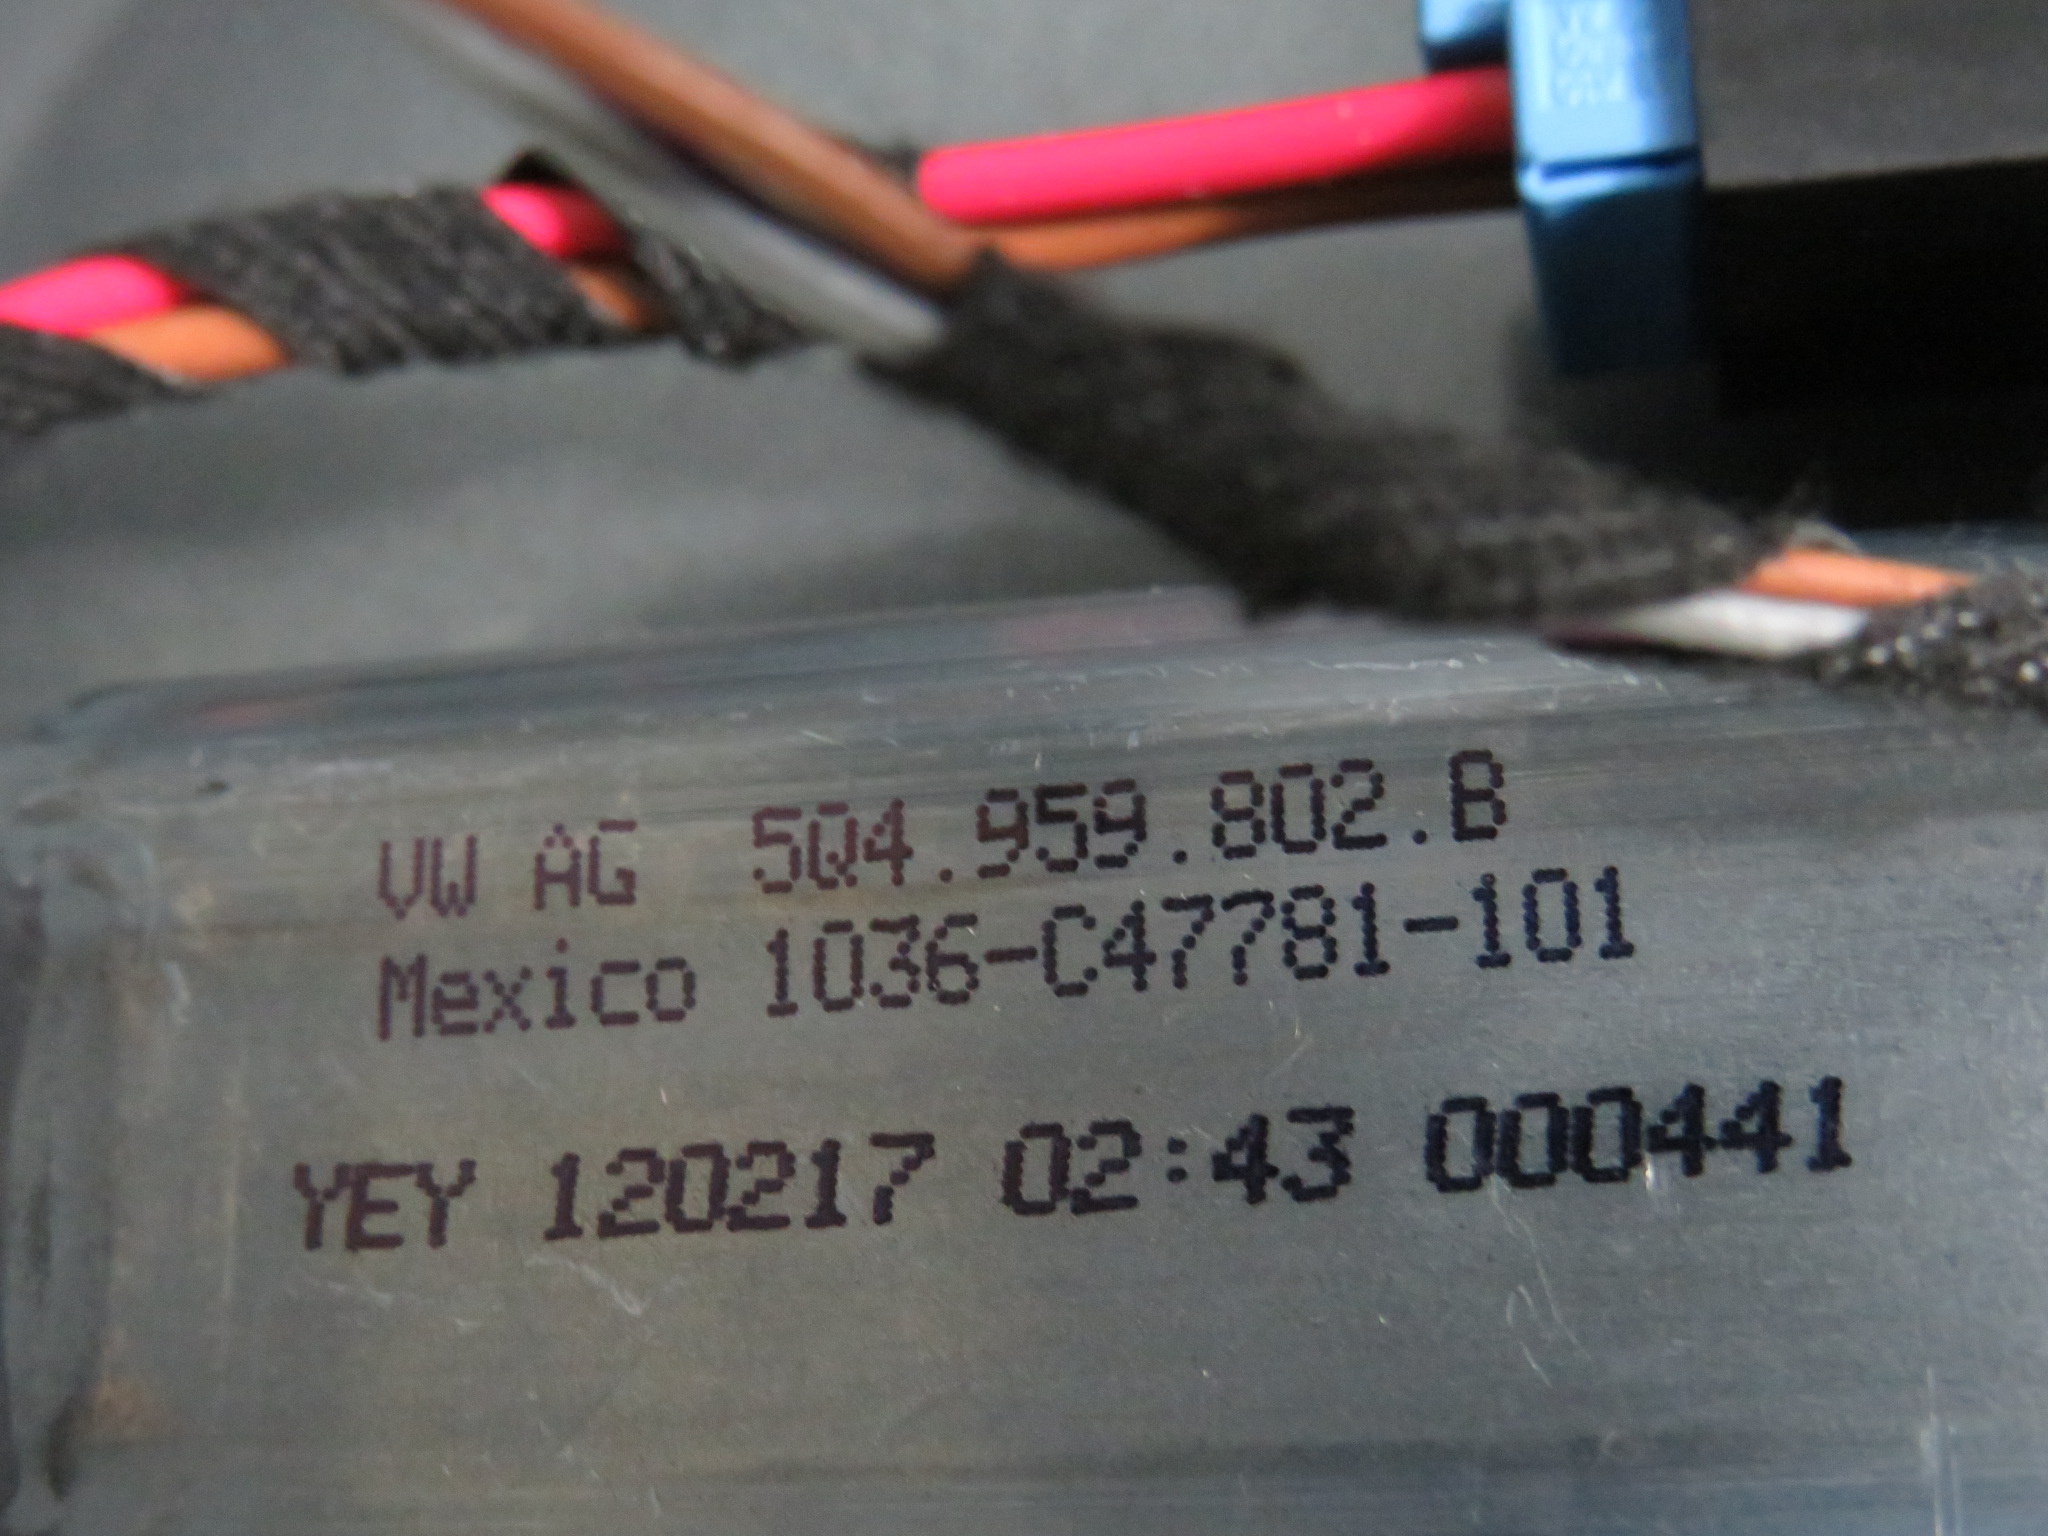 VW AG 5Q4.959.802.B
Mexico 1036-C47781-101
YEY 120217 02:43 000441